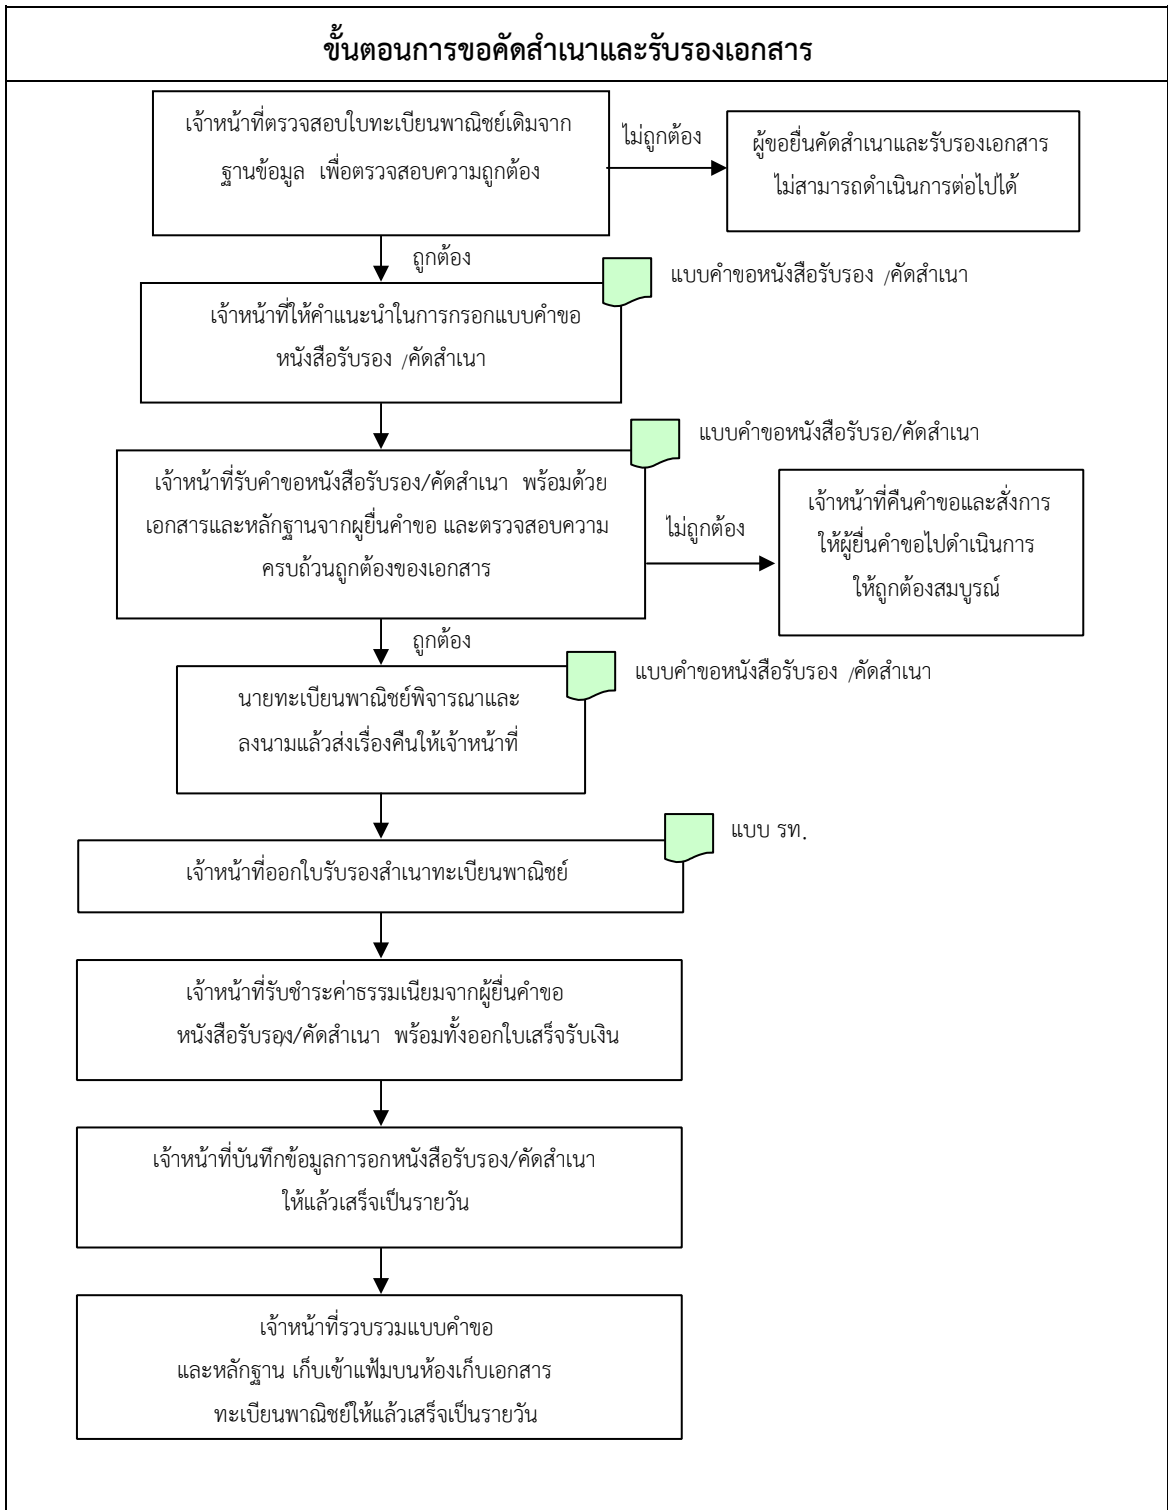 ขั้นตอนการขอคัดสำเนาและรับรองเอกสาร
เจ้าหน้าที่ตรวจสอบใบทะเบียนพาณิชย์เดิมจาก
ฐานข้อมูล เพื่อตรวจสอบความถูกต้อง
ไม่ถูกต้อง
ผู้ขอยื่นคัดสำเนาและรับรองเอกสาร
ไม่สามารถดำเนินการต่อไปได้
ถูกต้อง
แบบคำขอหนังสือรับรอง /คัดสำเนา
เจ้าหน้าที่ให้คำแนะนำในการกรอกแบบคำขอ
หนังสือรับรอง /คัดสำเนา
แบบคำขอหนังสือรับรอ/คัดสำเนา
เจ้าหน้าที่รับคำขอหนังสือรับรอง/คัดสำเนา พร้อมด้วย
เอกสารและหลักฐานจากผูยื่นคำขอ และตรวจสอบความ
ครบถ้วนถูกต้องของเอกสาร
ไม่ถูกต้อง
เจ้าหน้าที่คืนคำขอและสั่งการ
ให้ผู้ยื่นคำขอไปดำเนินการ
ให้ถูกต้องสมบูรณ์
ถูกต้อง
แบบคำขอหนังสือรับรอง /คัดสำเนา
นายทะเบียนพาณิชย์พิจารณาและ
ลงนามแล้วส่งเรื่องคืนให้เจ้าหน้าที่
แบบ รท.
เจ้าหน้าที่ออกใบรับรองสำเนาทะเบียนพาณิชย์
เจ้าหน้าที่รับชำระค่าธรรมเนียมจากผู้ยื่นคำขอ
หนังสือรับรอง/คัดสำเนา พร้อมทั้งออกใบเสร็จรับเงิน
เจ้าหน้าที่บันทึกข้อมูลการอกหนังสือรับรอง/คัดสำเนา
ให้แล้วเสร็จเป็นรายวัน
เจ้าหน้าที่รวบรวมแบบคำขอ
และหลักฐาน เก็บเข้าแฟ้มบนห้องเก็บเอกสาร
ทะเบียนพาณิชย์ให้แล้วเสร็จเป็นรายวัน